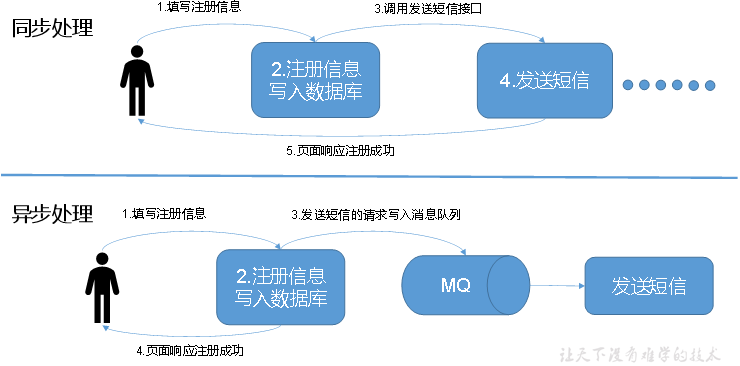 同步处理
1.填写注册信息
3.调用发送短信接口
2.注册信息
写入数据库
4.发送短信
5.页面响应注册成功
异步处理
1.填写注册信息
3.发送短信的请求写入消息队列
2.注册信息
写入数据库
MQ
发送短信
4.页面响应注册成功
让天下没有难学的技术